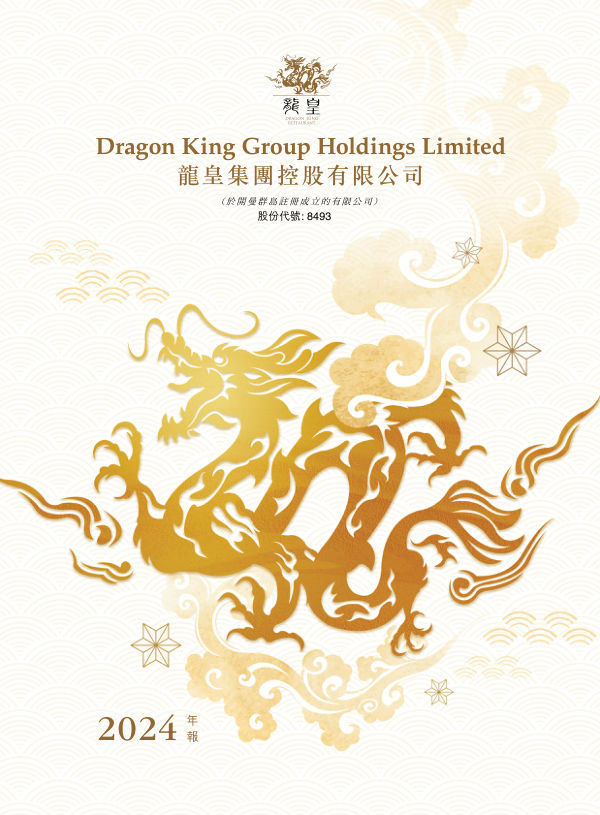 龍皇
DRAGON KING
RESTAURANT
Dragon King Group Holdings Limited
龍皇集團控股有限公司
（於開曼群島註冊成立的有限公司）
股份代號: 8493
2024 年報